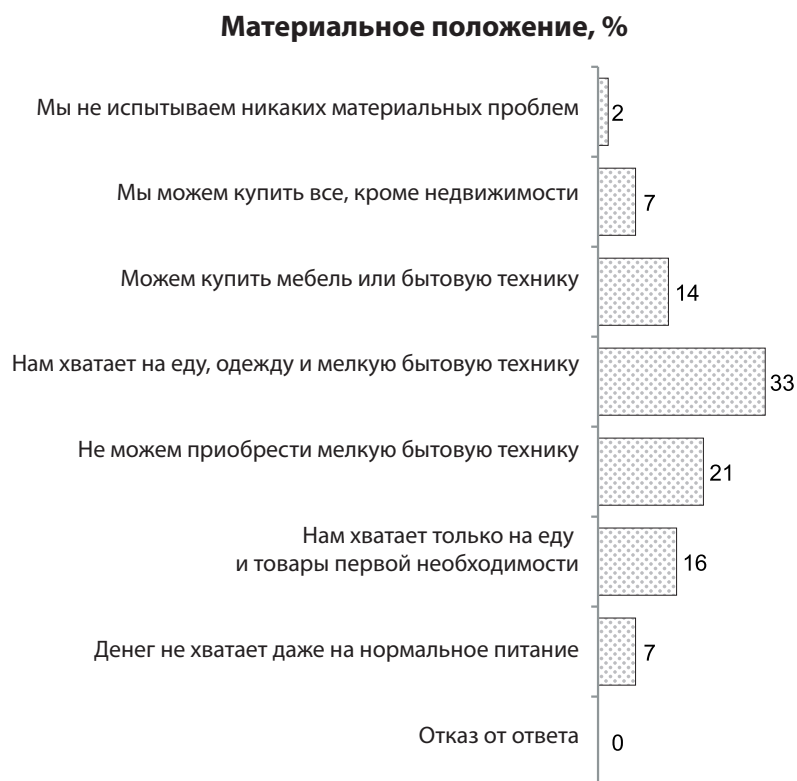 Материальное положение, %
Мы не испытываем никаких материальных проблем
2
Мы можем купить все, кроме недвижимости
7
Можем купить мебель или бытовую технику
14
Нам хватает на еду, одежду и мелкую бытовую технику
33
Не можем приобрести мелкую бытовую технику
21
Нам хватает только на еду
и товары первой необходимости
16
Денег не хватает даже на нормальное питание
7
Отказ от ответа
0